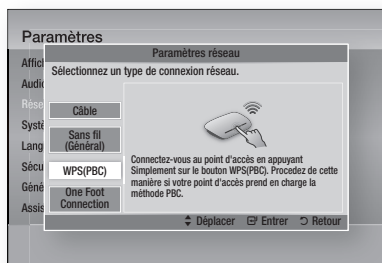 Paramètres
Paramètres réseau
Sélectionnez un type de connexion réseau.
Câble
Sans fil
(Général)
WPS(PBC)
One Foot
Connection
Connectez-vous au point d'accès en appuyant
Simplement sur le bouton WPS(PBC). Procedez de cette
manière si votre point d'accès prend en charge la
méthode PBC.
Déplacer Entrer Retour